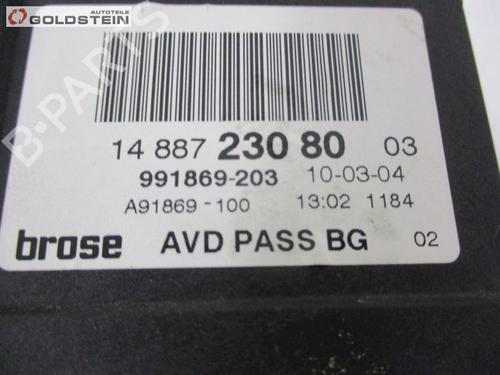 AUTOTEILE
GOLDSTEIN
B-PARTS
14 887 230 80 03
991869-203 10-03-04
A91869-100 13:02 1184
brose AVD PASS BG 02